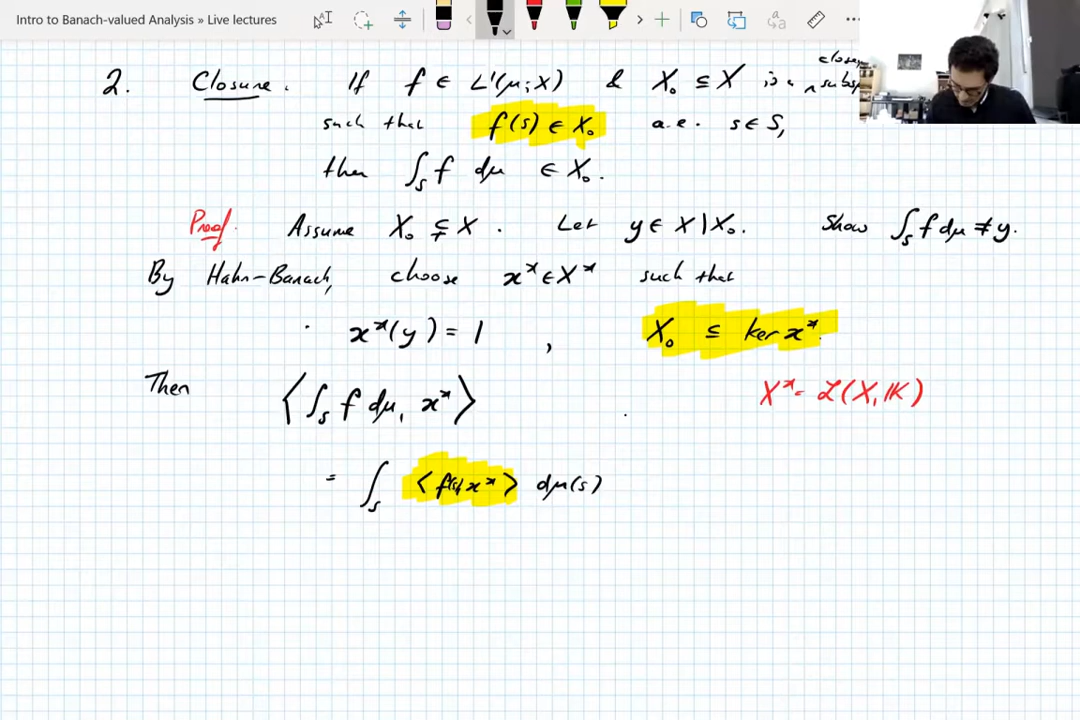 Intro to Banach-valued Analysis » Live lectures
2. Closure. If f ∈ L¹(μ; X) & X₀ ⊆ X is a closed
such that f(s) ∈ X₀ a.e. s∈S,
then ∫_S f dμ ∈ X₀.
Proof. Assume X₀ ⊊ X. Let y ∈ X \ X₀. Show ∫_S f dμ ≠ y.
By Hahn-Banach, choose x* ∈ X* such that
x*(y) = 1, X₀ ⊆ ker x*.
Then ⟨∫_S f dμ, x*⟩ X* = ℒ(X, 𝕂)
= ∫_S ⟨f(s), x*⟩ dμ(s)